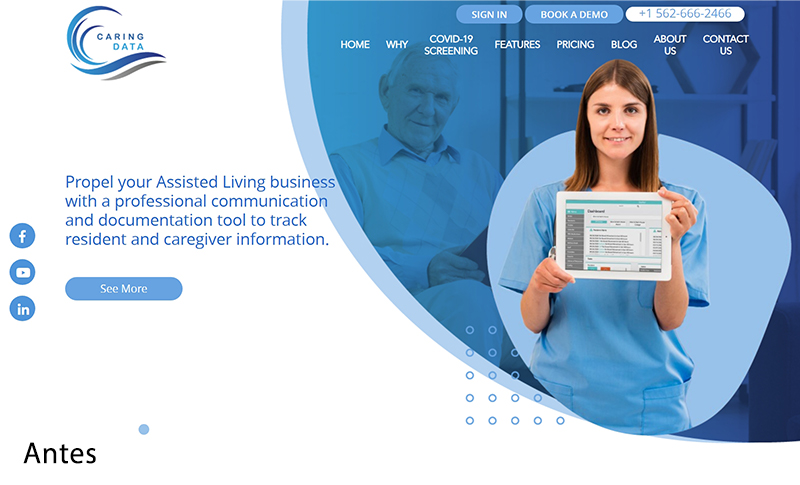 CARING
DATA
SIGN IN
BOOK A DEMO
+1 562-666-2466
HOME
WHY
COVID-19
SCREENING
FEATURES
PRICING
BLOG
ABOUT
US
CONTACT
US
Propel your Assisted Living business
with a professional communication
and documentation tool to track
resident and caregiver information.
See More
Dashboard
Antes